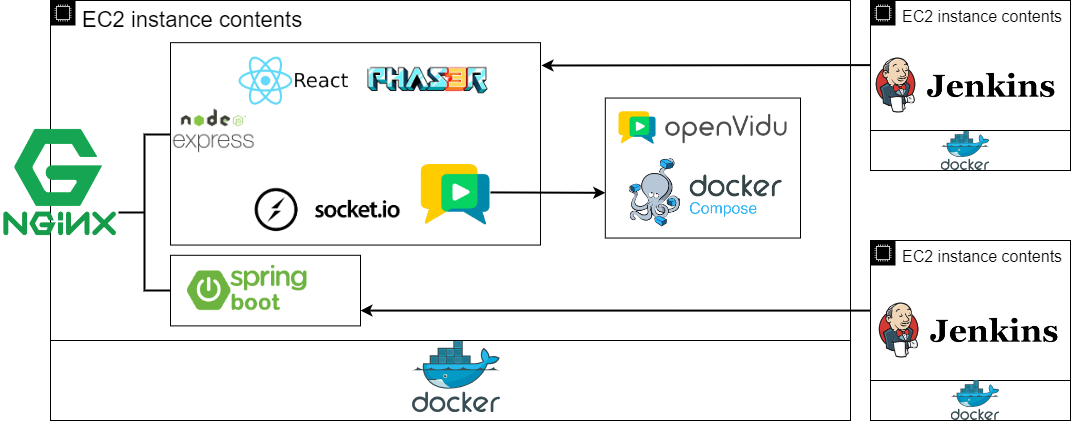 EC2 instance contents
React
PHASER
node JS
express
NGiNX
socket.io
openVidu
docker
Compose
spring
boot
docker
EC2 instance contents
Jenkins
docker
EC2 instance contents
Jenkins
docker